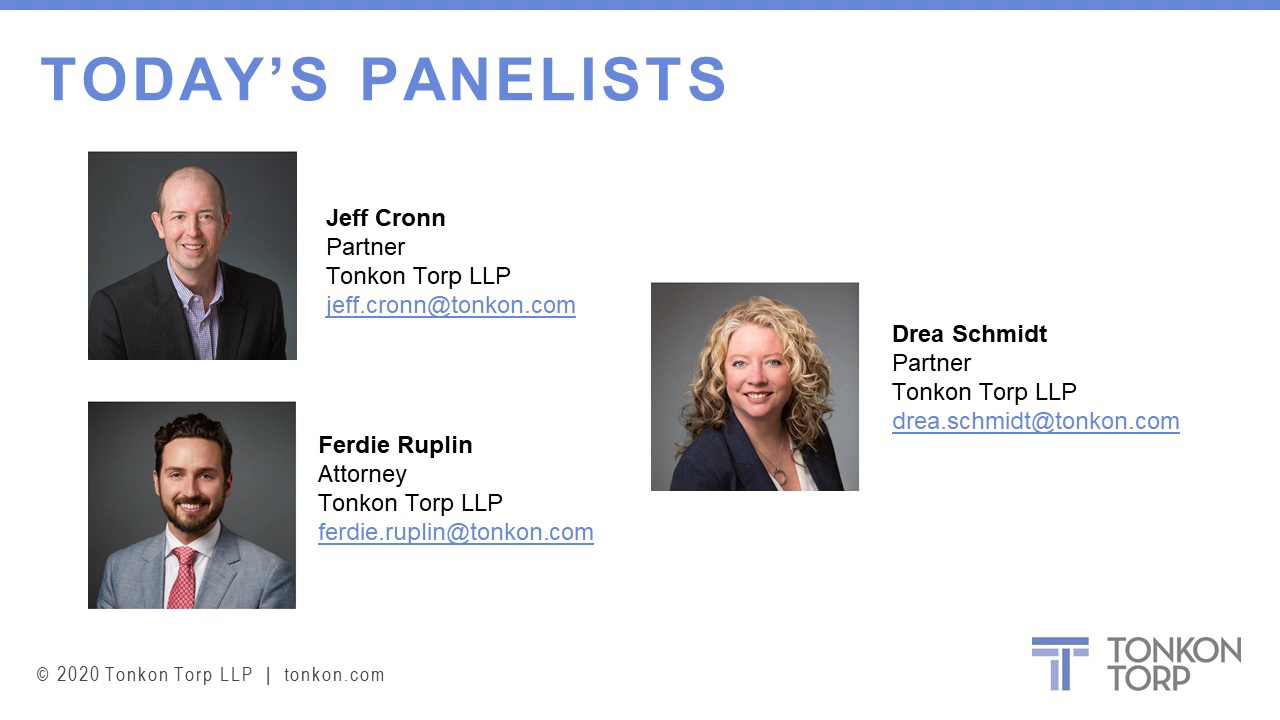 TODAY’S PANELISTS
Jeff Cronn
Partner
Tonkon Torp LLP
jeff.cronn@tonkon.com
Ferdie Ruplin
Attorney
Tonkon Torp LLP
ferdie.ruplin@tonkon.com
Drea Schmidt
Partner
Tonkon Torp LLP
drea.schmidt@tonkon.com
© 2020 Tonkon Torp LLP | tonkon.com
TONKON
TORP